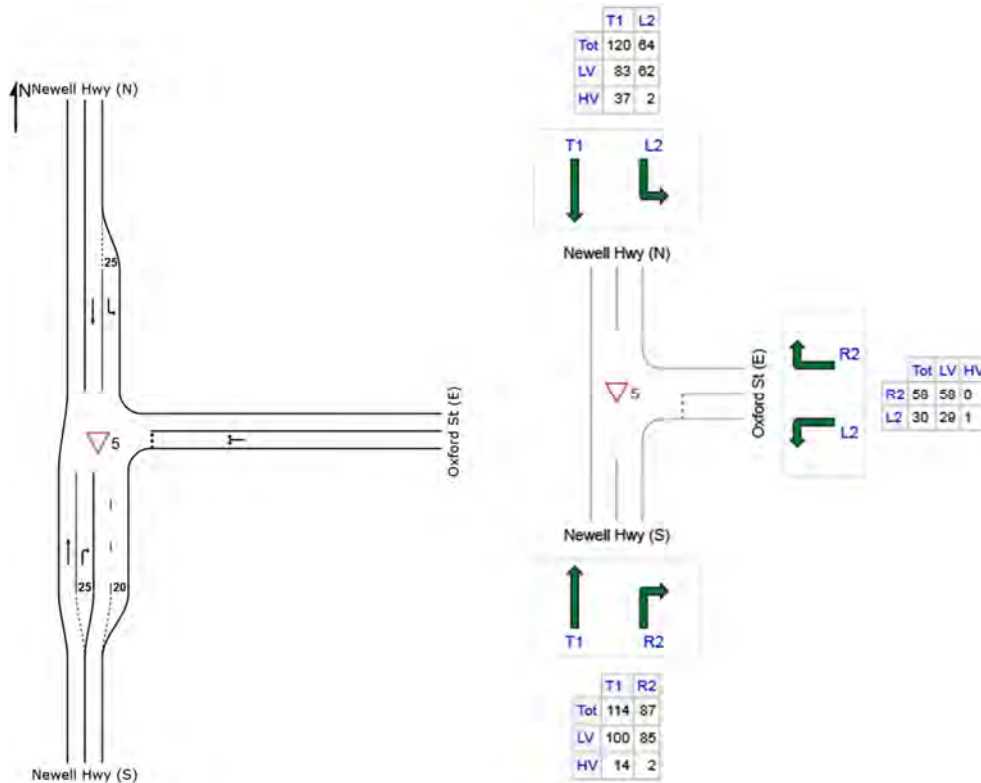 N
Newell Hwy (N)
25
5
Oxford St (E)
25
20
Newell Hwy (S)
T1 L2
Tot 120 64
LV 83 62
HV 37 2
T1 L2
Newell Hwy (N)
5
Oxford St (E)
R2
L2
Tot LV HV
R2 58 58 0
L2 30 29 1
Newell Hwy (S)
T1 R2
T1 R2
Tot 114 87
LV 100 85
HV 14 2